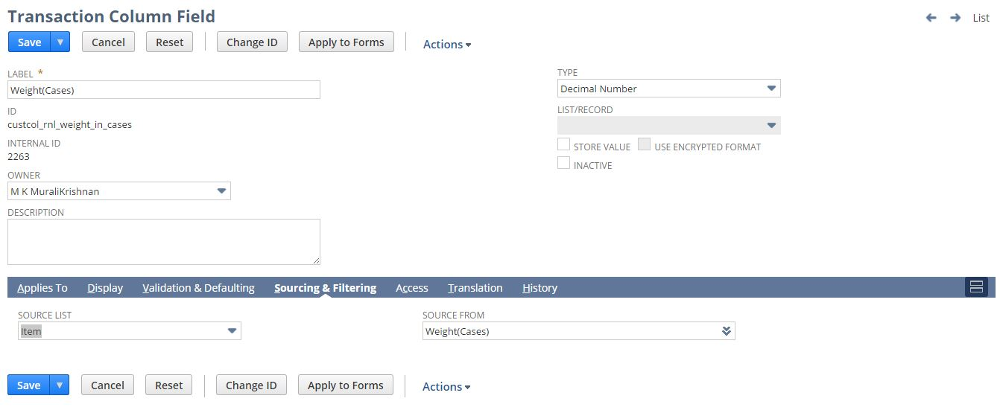 Transaction Column Field
List
Save
Cancel
Reset
Change ID
Apply to Forms
Actions
LABEL *
Weight(Cases)
ID
custcol_rnl_weight_in_cases
INTERNAL ID
2263
OWNER
M K MuraliKrishnan
DESCRIPTION
TYPE
Decimal Number
LIST/RECORD
STORE VALUE
USE ENCRYPTED FORMAT
INACTIVE
Applies To
Display
Validation & Defaulting
Sourcing & Filtering
Access
Translation
History
SOURCE LIST
Item
SOURCE FROM
Weight(Cases)
Save
Cancel
Reset
Change ID
Apply to Forms
Actions